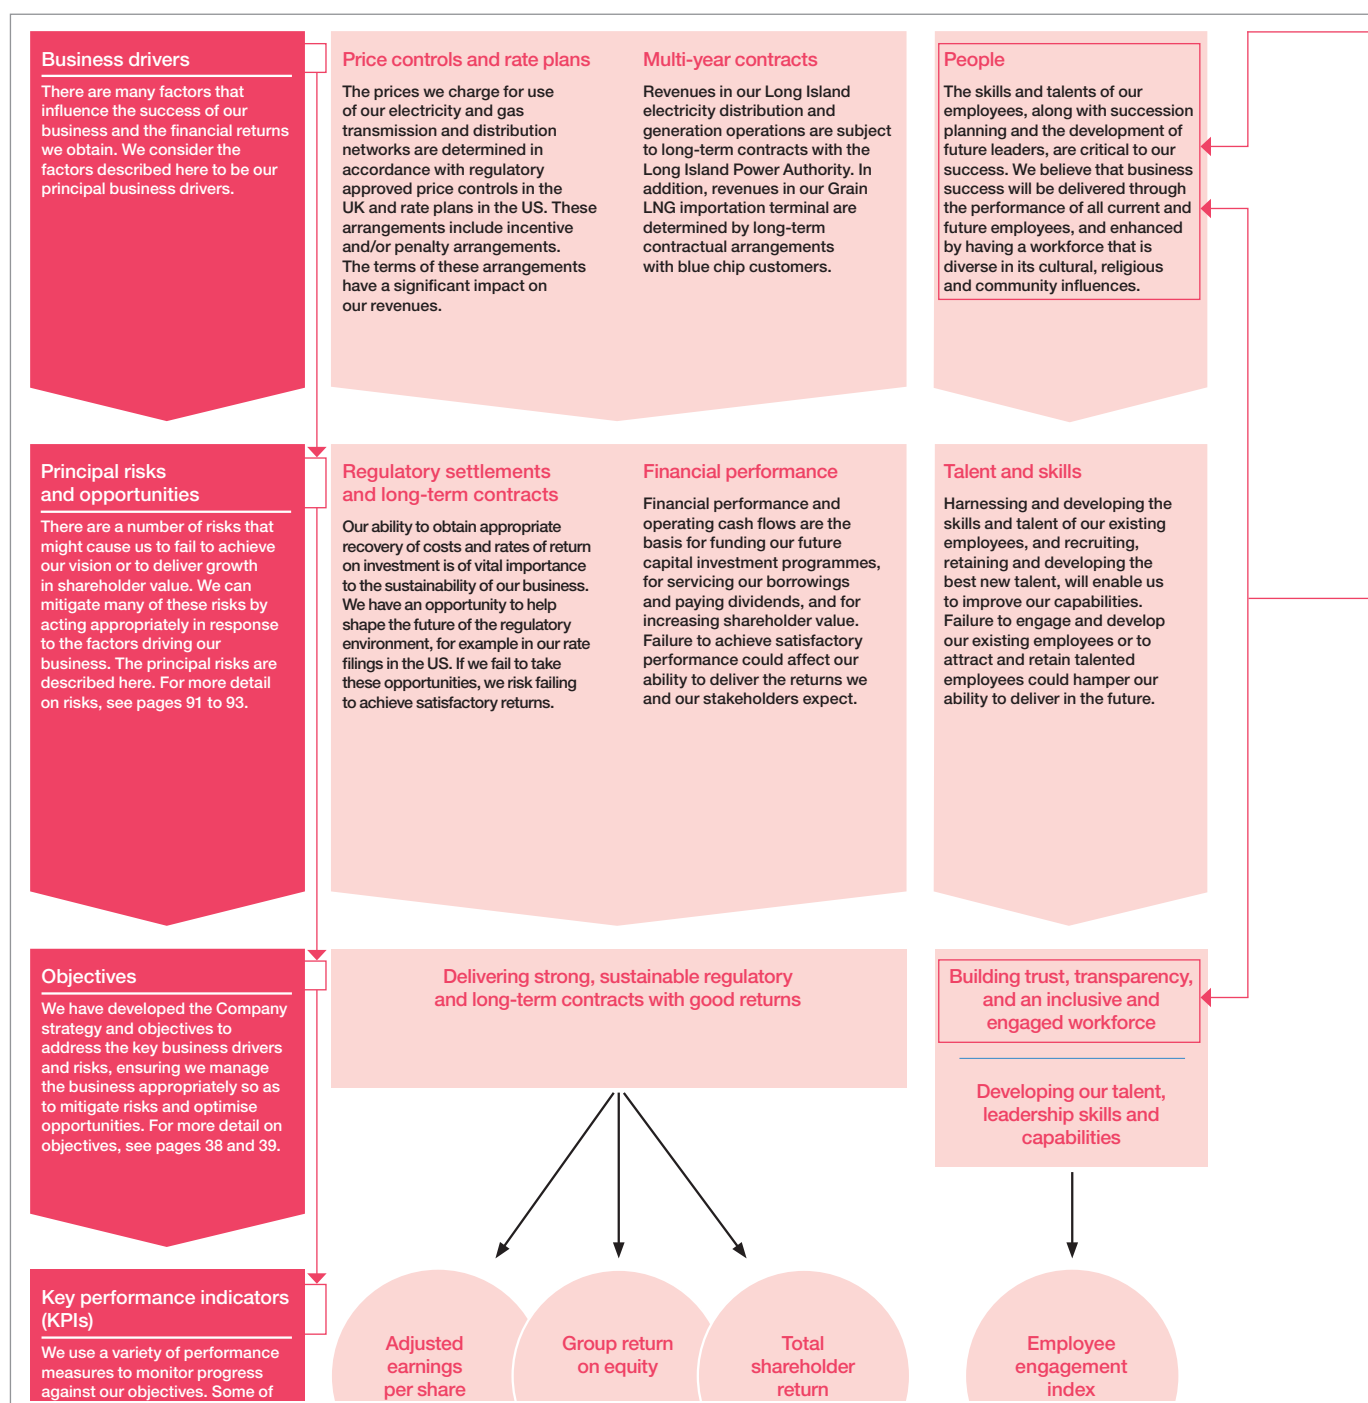 Business drivers
There are many factors that
influence the success of our
business and the financial returns
we obtain. We consider the
factors described here to be our
principal business drivers.
Price controls and rate plans
The prices we charge for use
of our electricity and gas
transmission and distribution
networks are determined in
accordance with regulatory
approved price controls in the
UK and rate plans in the US. These
arrangements include incentive
and/or penalty arrangements.
The terms of these arrangements
have a significant impact on
our revenues.
Multi-year contracts
Revenues in our Long Island
electricity distribution and
generation operations are subject
to long-term contracts with the
Long Island Power Authority. In
addition, revenues in our Grain
LNG importation terminal are
determined by long-term
contractual arrangements
with blue chip customers.
People
The skills and talents of our
employees, along with succession
planning and the development of
future leaders, are critical to our
success. We believe that business
success will be delivered through
the performance of all current and
future employees, and enhanced
by having a workforce that is
diverse in its cultural, religious
and community influences.
Principal risks
and opportunities
There are a number of risks that
might cause us to fail to achieve
our vision or to deliver growth
in shareholder value. We can
mitigate many of these risks by
acting appropriately in response
to the factors driving our
business. The principal risks are
described here. For more detail
on risks, see pages 91 to 93.
Regulatory settlements
and long-term contracts
Our ability to obtain appropriate
recovery of costs and rates of return
on investment is of vital importance
to the sustainability of our business.
We have an opportunity to help
shape the future of the regulatory
environment, for example in our rate
filings in the US. If we fail to take
these opportunities, we risk failing
to achieve satisfactory returns.
Financial performance
Financial performance and
operating cash flows are the
basis for funding our future
capital investment programmes,
for servicing our borrowings
and paying dividends, and for
increasing shareholder value.
Failure to achieve satisfactory
performance could affect our
ability to deliver the returns we
and our stakeholders expect.
Talent and skills
Harnessing and developing the
skills and talent of our existing
employees, and recruiting,
retaining and developing the
best new talent, will enable us
to improve our capabilities.
Failure to engage and develop
our existing employees or to
attract and retain talented
employees could hamper our
ability to deliver in the future.
Objectives
We have developed the Company
strategy and objectives to
address the key business drivers
and risks, ensuring we manage
the business appropriately so as
to mitigate risks and optimise
opportunities. For more detail on
objectives, see pages 38 and 39.
Delivering strong, sustainable regulatory
and long-term contracts with good returns
Building trust, transparency,
and an inclusive and
engaged workforce
Developing our talent,
leadership skills and
capabilities
Key performance indicators
(KPIs)
We use a variety of performance
measures to monitor progress
against our objectives. Some of
Adjusted
earnings
per share
Group return
on equity
Total
shareholder
return
Employee
engagement
index